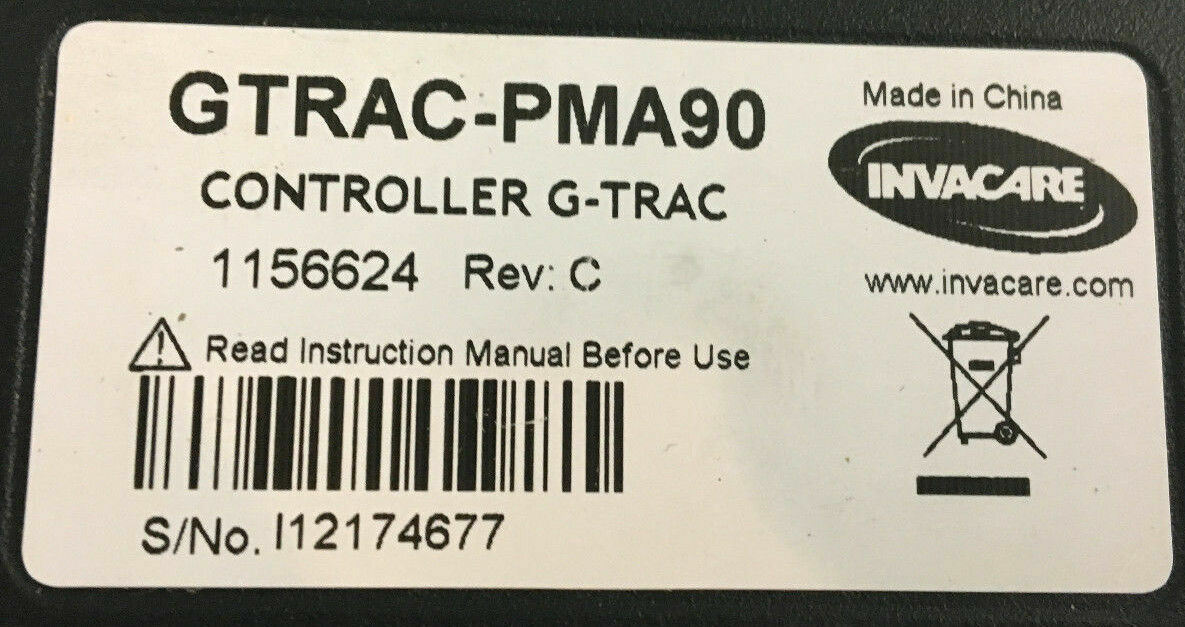 GTRAC-PMA90
CONTROLLER G-TRAC
1156624 Rev: C
Read Instruction Manual Before Use
S/No. I12174677
Made in China
INVACARE
www.invacare.com